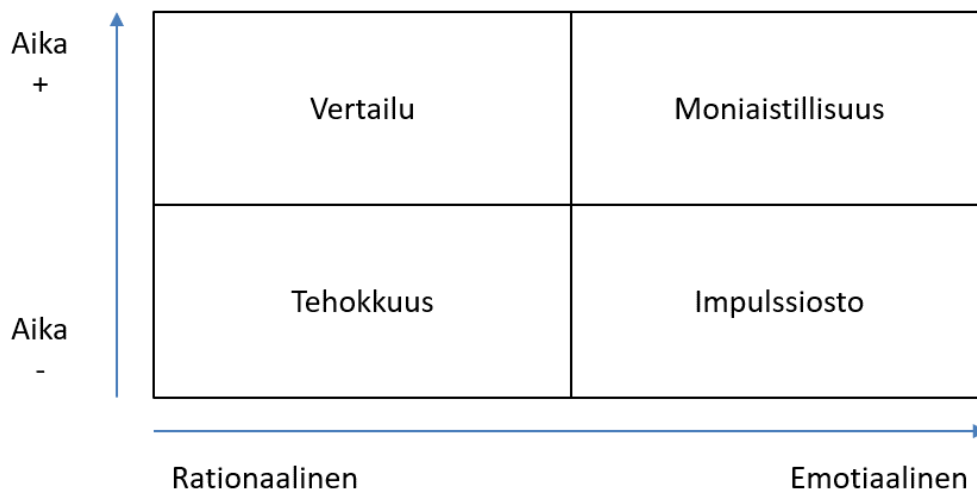 Aika
+
Vertailu
Moniaistillisuus
Tehokkuus
Impulssiosto
Aika
-
Rationaalinen
Emotiaalinen